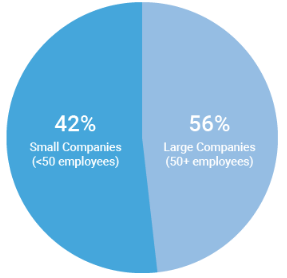 42%
Small Companies
(<50 employees)
56%
Large Companies
(50+ employees)